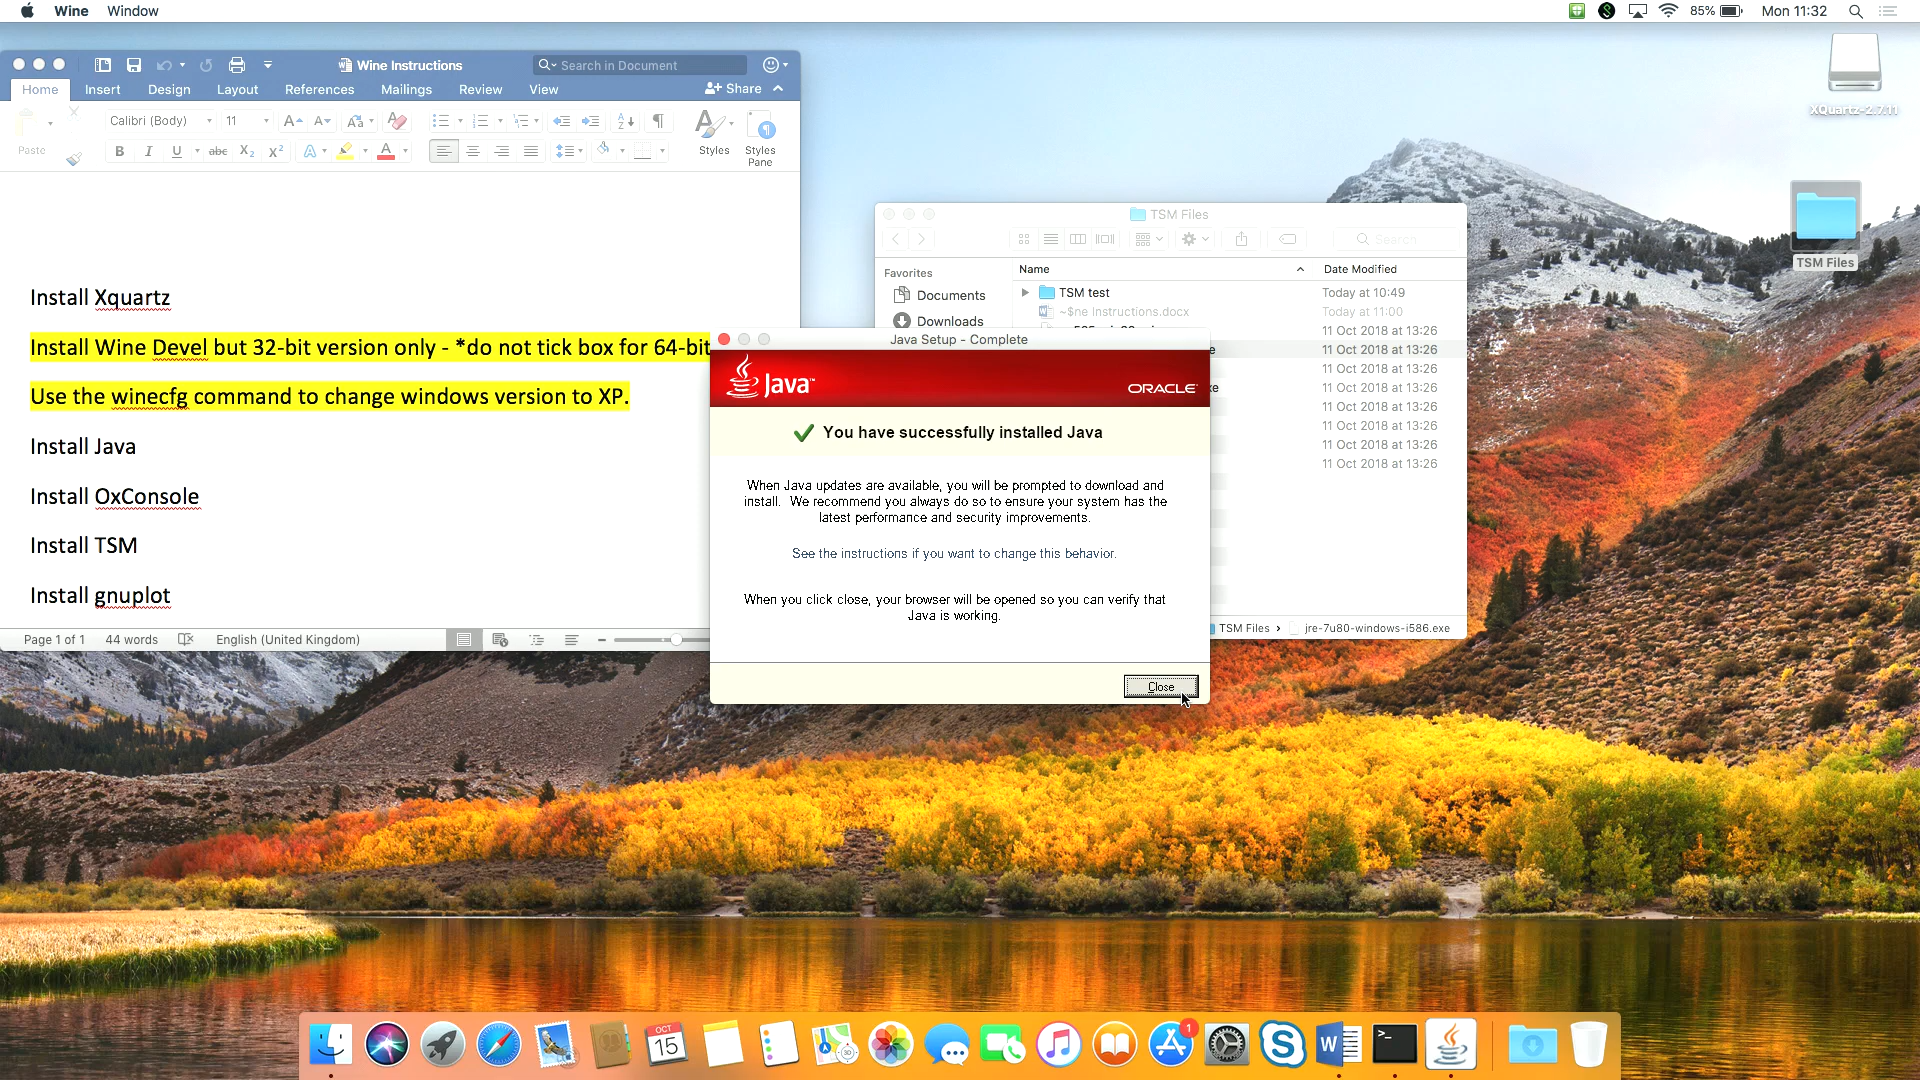 Wine Window
85% Mon 11:32
Wine Instructions
Search in Document
Home Insert Design Layout References Mailings Review View
Share
Calibri (Body) 11
Paste
B I U abc X₂ X²
Styles
Styles Pane
Install Xquartz
Install Wine Devel but 32-bit version only - *do not tick box for 64-bit
Use the winecfg command to change windows version to XP.
Install Java
Install OxConsole
Install TSM
Install gnuplot
Page 1 of 1 44 words English (United Kingdom)
XQuartz-2.7.11
TSM Files
TSM Files
Search
Favorites
Documents
Downloads
Name Date Modified
TSM test Today at 10:49
~$ne Instructions.docx Today at 11:00
11 Oct 2018 at 13:26
11 Oct 2018 at 13:26
11 Oct 2018 at 13:26
11 Oct 2018 at 13:26
11 Oct 2018 at 13:26
11 Oct 2018 at 13:26
11 Oct 2018 at 13:26
11 Oct 2018 at 13:26
TSM Files › jre-7u80-windows-i586.exe
Java Setup - Complete
Java™
ORACLE
You have successfully installed Java
When Java updates are available, you will be prompted to download and
install. We recommend you always do so to ensure your system has the
latest performance and security improvements.
See the instructions if you want to change this behavior.
When you click close, your browser will be opened so you can verify that
Java is working.
Close
OCT
15
3D
1